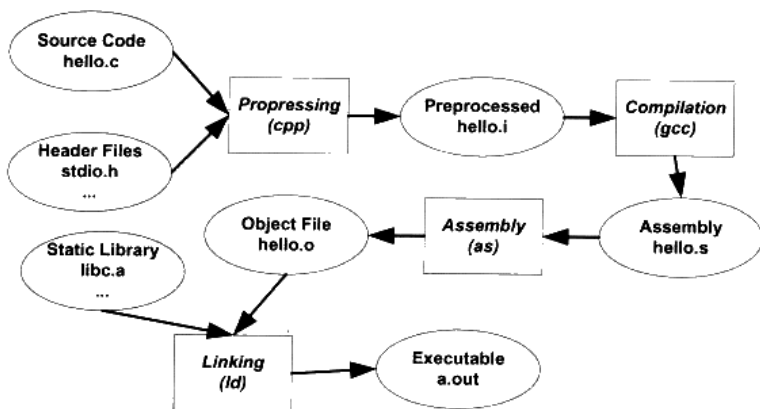 Source Code
hello.c
Header Files
stdio.h
...
Propressing
(cpp)
Preprocessed
hello.i
Compilation
(gcc)
Assembly
hello.s
Assembly
(as)
Object File
hello.o
Static Library
libc.a
...
Linking
(ld)
Executable
a.out